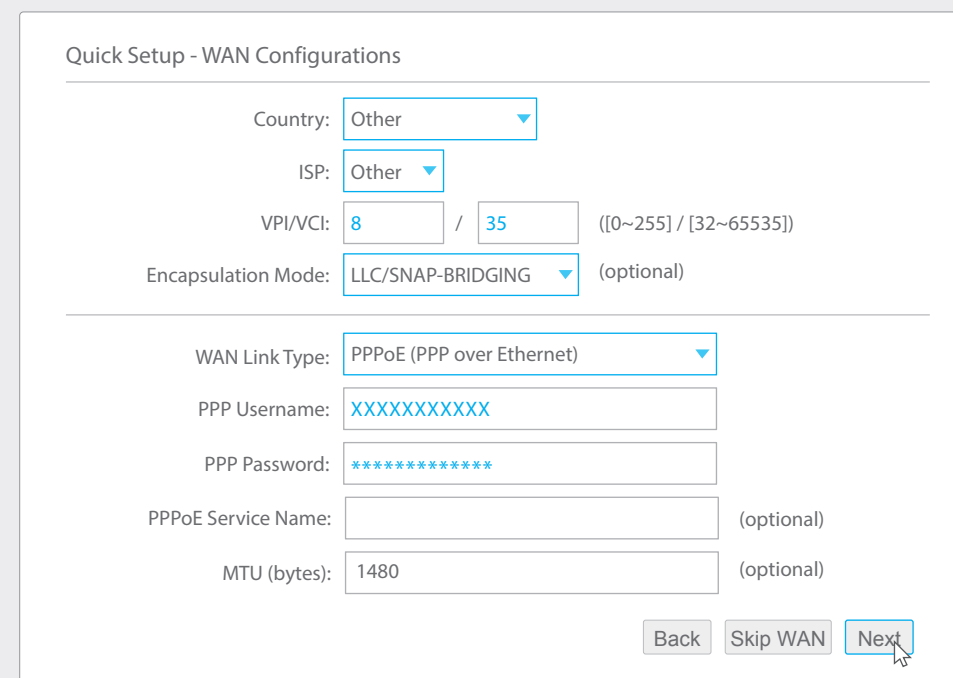 Quick Setup - WAN Configurations
Country: Other
ISP: Other
VPI/VCI: 8 / 35 ([0~255] / [32~65535])
Encapsulation Mode: LLC/SNAP-BRIDGING (optional)
WAN Link Type: PPPoE (PPP over Ethernet)
PPP Username: XXXXXXXXXXX
PPP Password: *************
PPPoE Service Name: (optional)
MTU (bytes): 1480 (optional)
Back Skip WAN Next